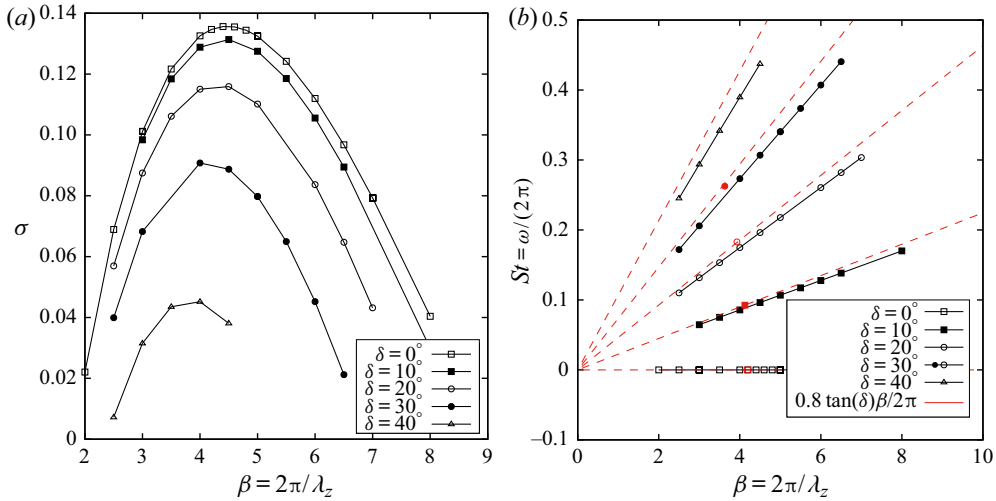 (a)
0.14
0.12
0.10
0.08
σ
0.06
0.04
0.02
0
δ = 0°
δ = 10°
δ = 20°
δ = 30°
δ = 40°
2 3 4 5 6 7 8 9
β = 2π/λz
(b)
0.5
0.4
0.3
St = ω/(2π)
0.2
0.1
0
−0.1
δ = 0°
δ = 10°
δ = 20°
δ = 30°
δ = 40°
0.8 tan(δ)β/2π
0 2 4 6 8 10
β = 2π/λz